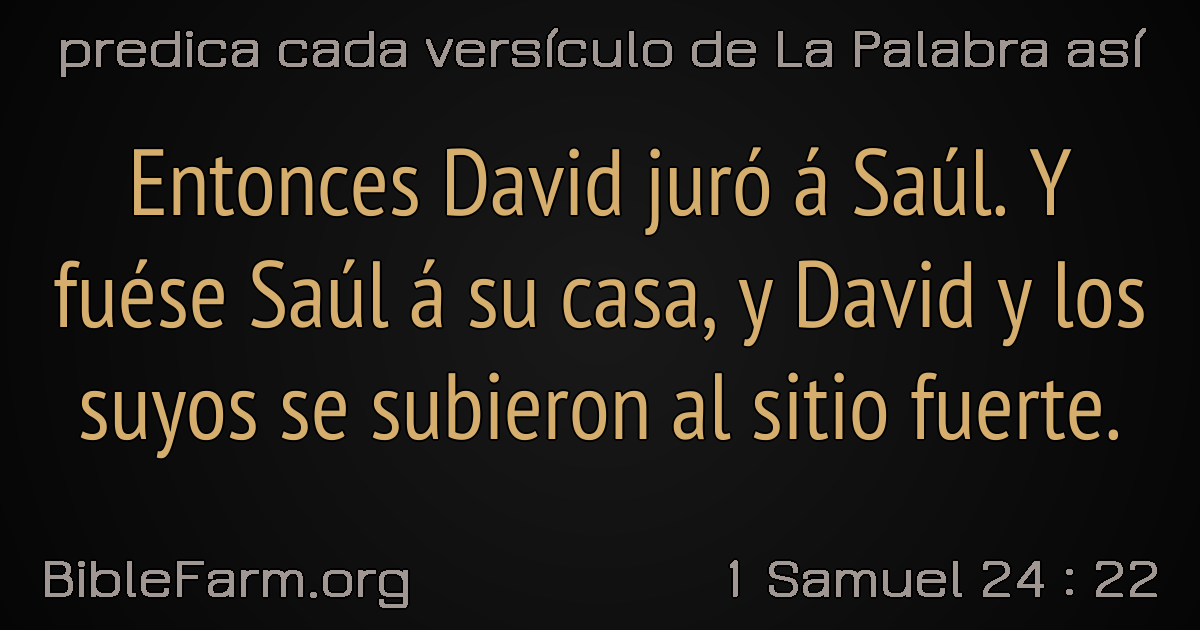 predica cada versículo de La Palabra así
Entonces David juró á Saúl. Y
fuése Saúl á su casa, y David y los
suyos se subieron al sitio fuerte.
BibleFarm.org
1 Samuel 24 : 22